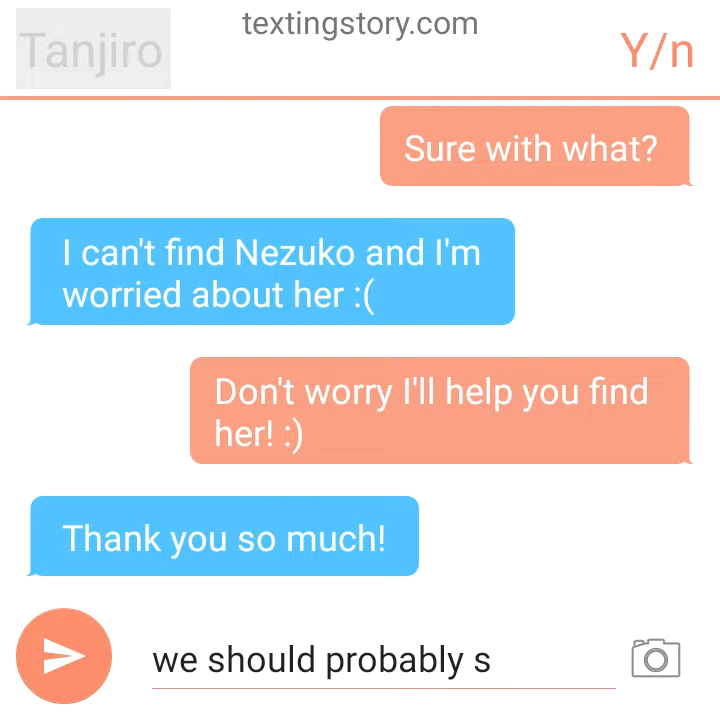 textingstory.com
Tanjiro
Y/n
Sure with what?
I can't find Nezuko and I'm
worried about her :(
Don't worry I'll help you find
her! :)
Thank you so much!
we should probably s